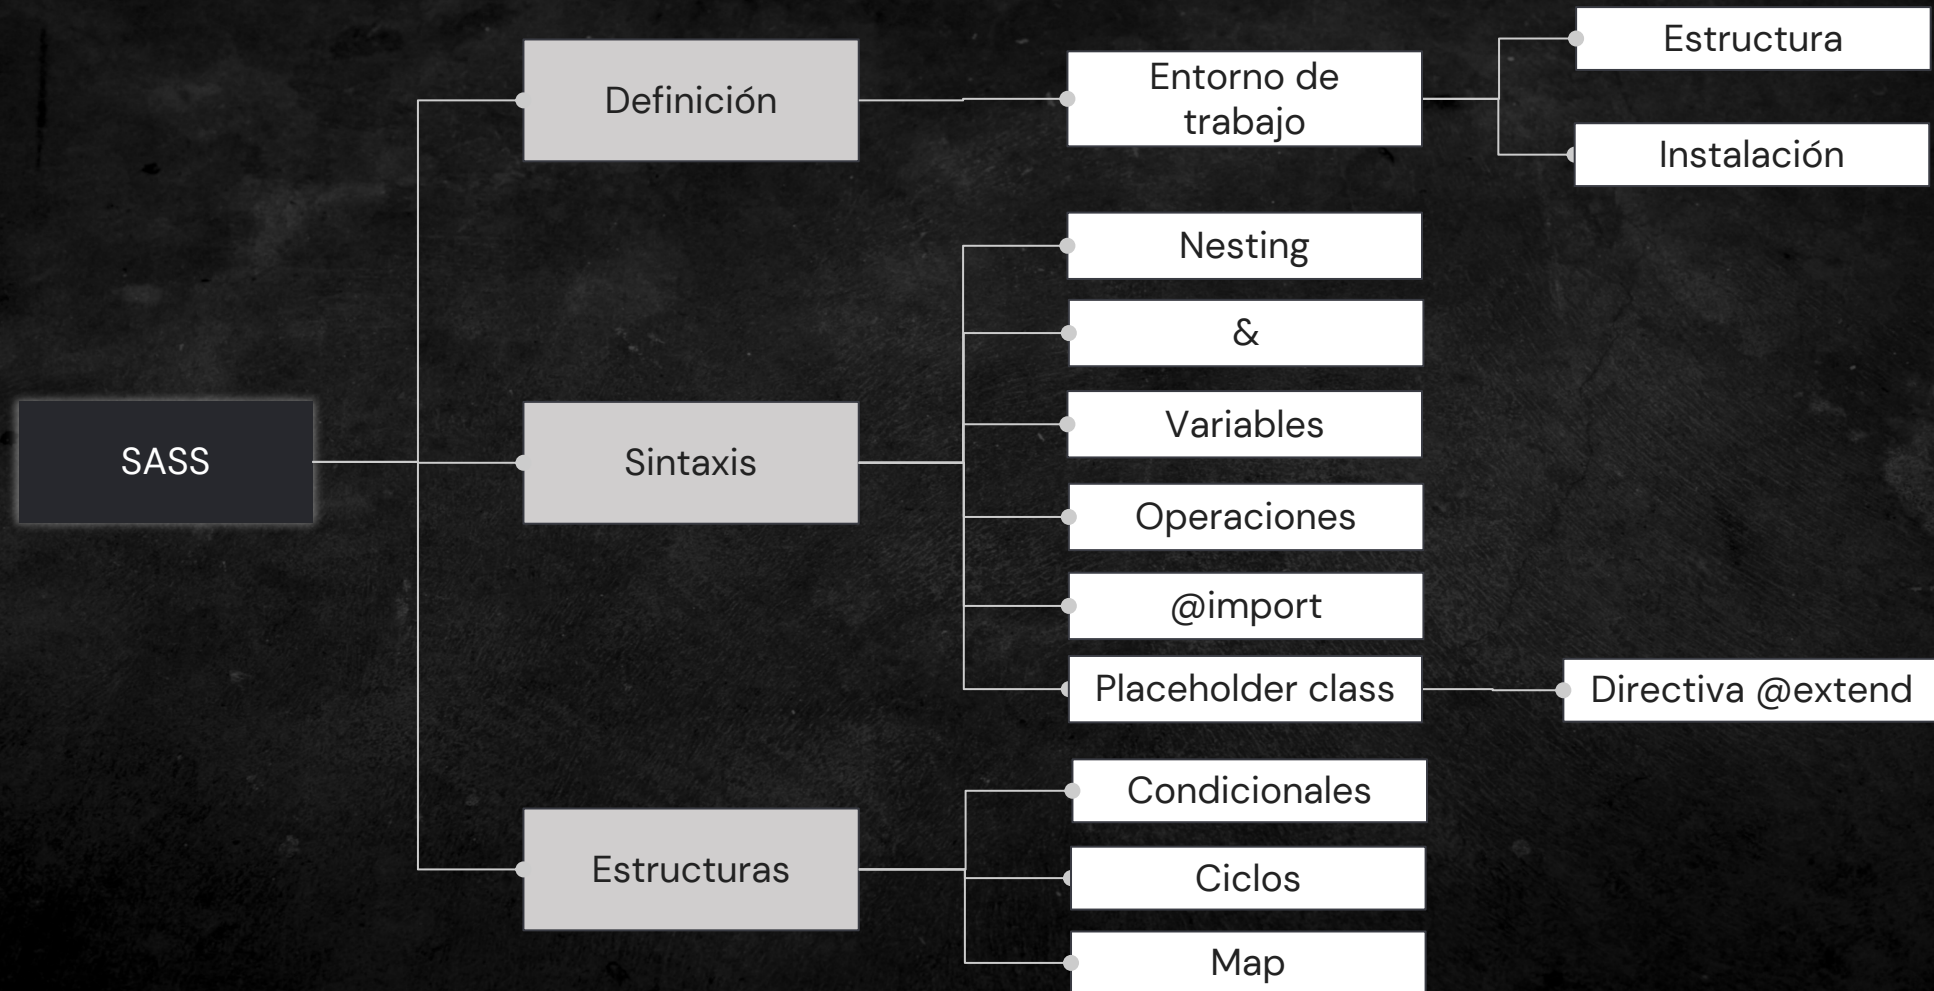 SASS
Definición
Entorno de
trabajo
Estructura
Instalación
Sintaxis
Nesting
&
Variables
Operaciones
@import
Placeholder class
Directiva @extend
Estructuras
Condicionales
Ciclos
Map